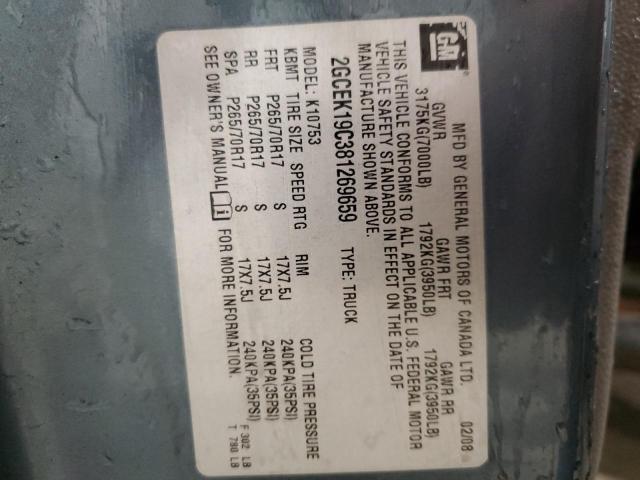 GM
MFD BY GENERAL MOTORS OF CANADA LTD. 02/08
GVWR GAWR FRT GAWR RR
3175KG(7000LB) 1792KG(3950LB) 1792KG(3950LB)
THIS VEHICLE CONFORMS TO ALL APPLICABLE U.S. FEDERAL MOTOR
VEHICLE SAFETY STANDARDS IN EFFECT ON THE DATE OF
MANUFACTURE SHOWN ABOVE.
2GCEK19C381269659 TYPE: TRUCK
MODEL: K10753
KBMT TIRE SIZE SPEED RTG RIM COLD TIRE PRESSURE
FRT P265/70R17 S 17X7.5J 240KPA(35PSI)
RR P265/70R17 S 17X7.5J 240KPA(35PSI)
SPA P265/70R17 S 17X7.5J 240KPA(35PSI)
SEE OWNER'S MANUAL FOR MORE INFORMATION.
F 302 LB
T 780 LB